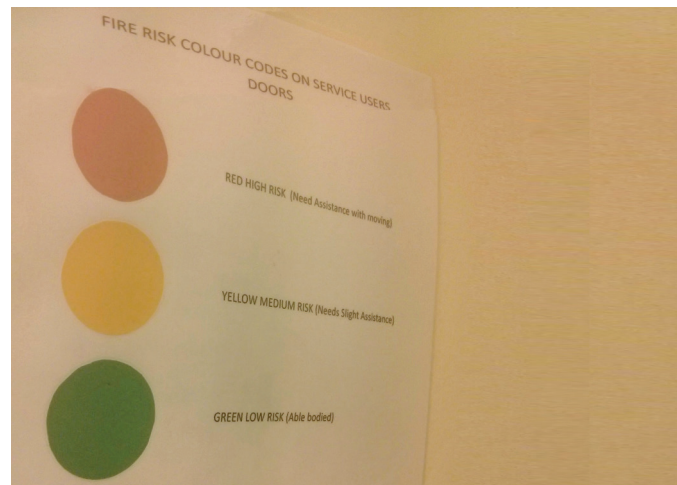 FIRE RISK COLOUR CODES ON SERVICE USERS
DOORS
RED HIGH RISK (Need Assistance with moving)
YELLOW MEDIUM RISK (Needs Slight Assistance)
GREEN LOW RISK (Able bodied)